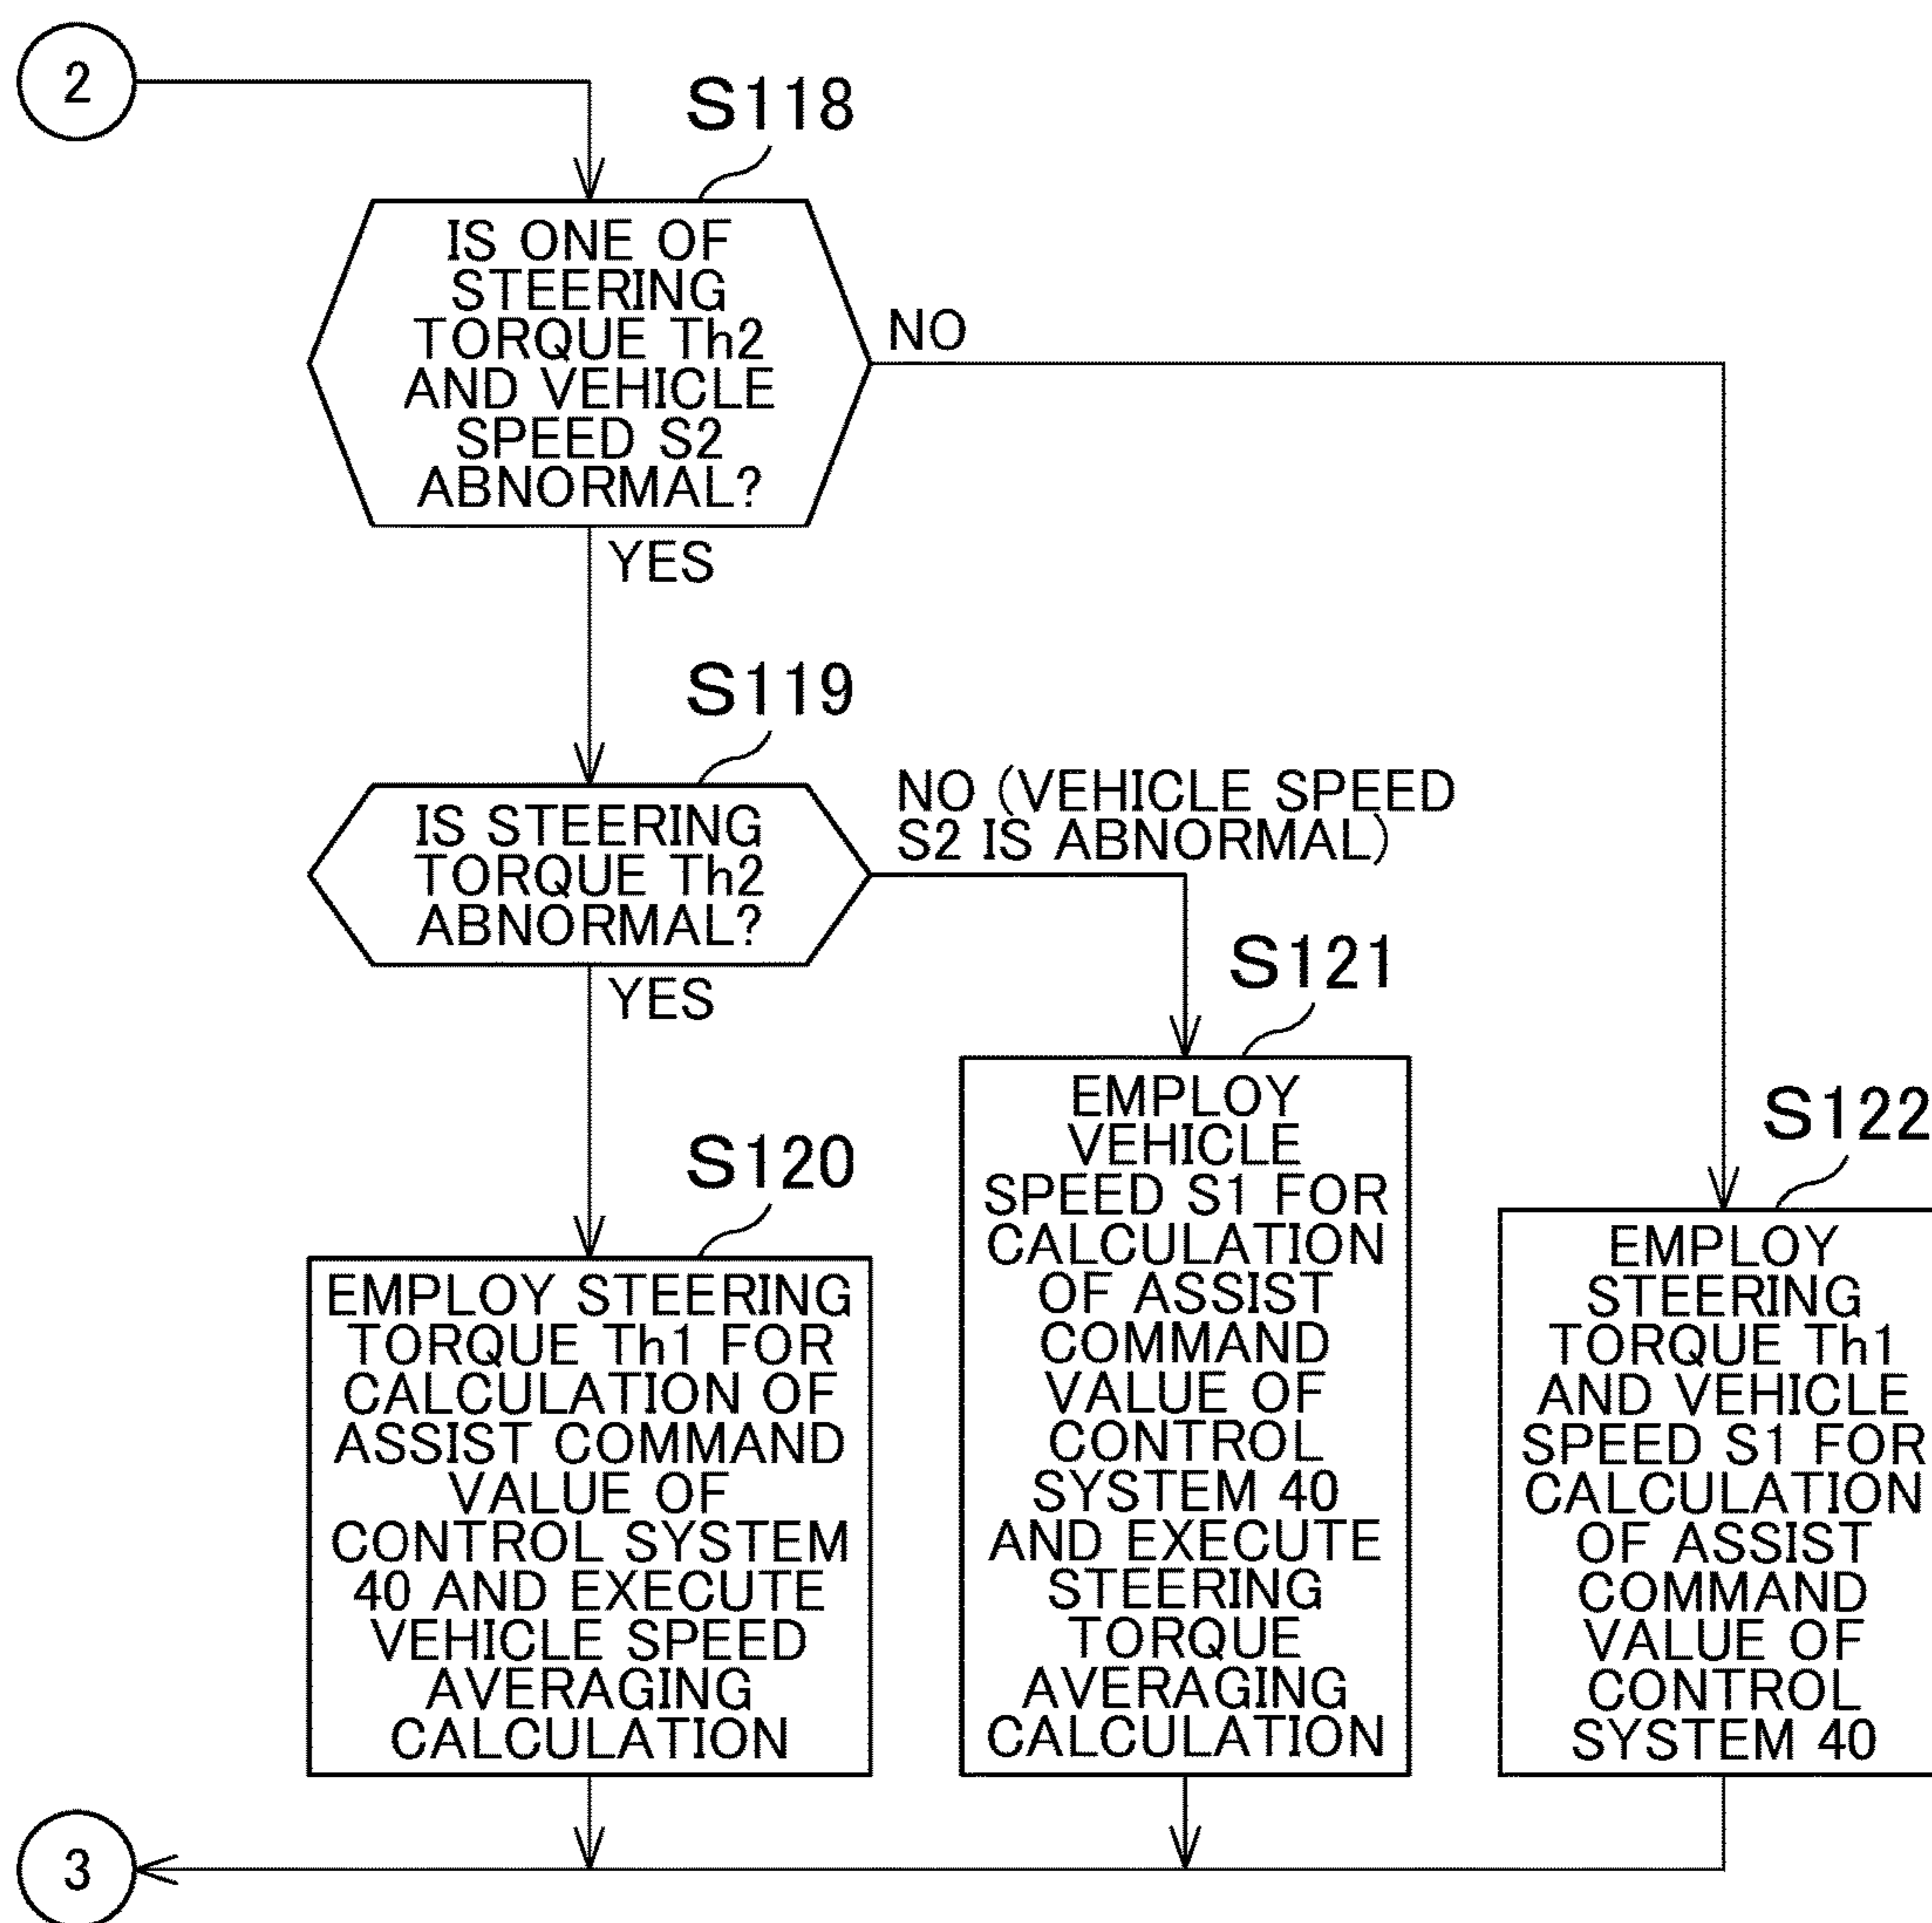 2
S118
IS ONE OF
STEERING
TORQUE Th2
AND VEHICLE
SPEED S2
ABNORMAL?
NO
YES
S119
IS STEERING
TORQUE Th2
ABNORMAL?
NO (VEHICLE SPEED
S2 IS ABNORMAL)
YES
S120
EMPLOY STEERING
TORQUE Th1 FOR
CALCULATION OF
ASSIST COMMAND
VALUE OF
CONTROL SYSTEM
40 AND EXECUTE
VEHICLE SPEED
AVERAGING
CALCULATION
S121
EMPLOY
VEHICLE
SPEED S1 FOR
CALCULATION
OF ASSIST
COMMAND
VALUE OF
CONTROL
SYSTEM 40
AND EXECUTE
STEERING
TORQUE
AVERAGING
CALCULATION
S122
EMPLOY
STEERING
TORQUE Th1
AND VEHICLE
SPEED S1 FOR
CALCULATION
OF ASSIST
COMMAND
VALUE OF
CONTROL
SYSTEM 40
3